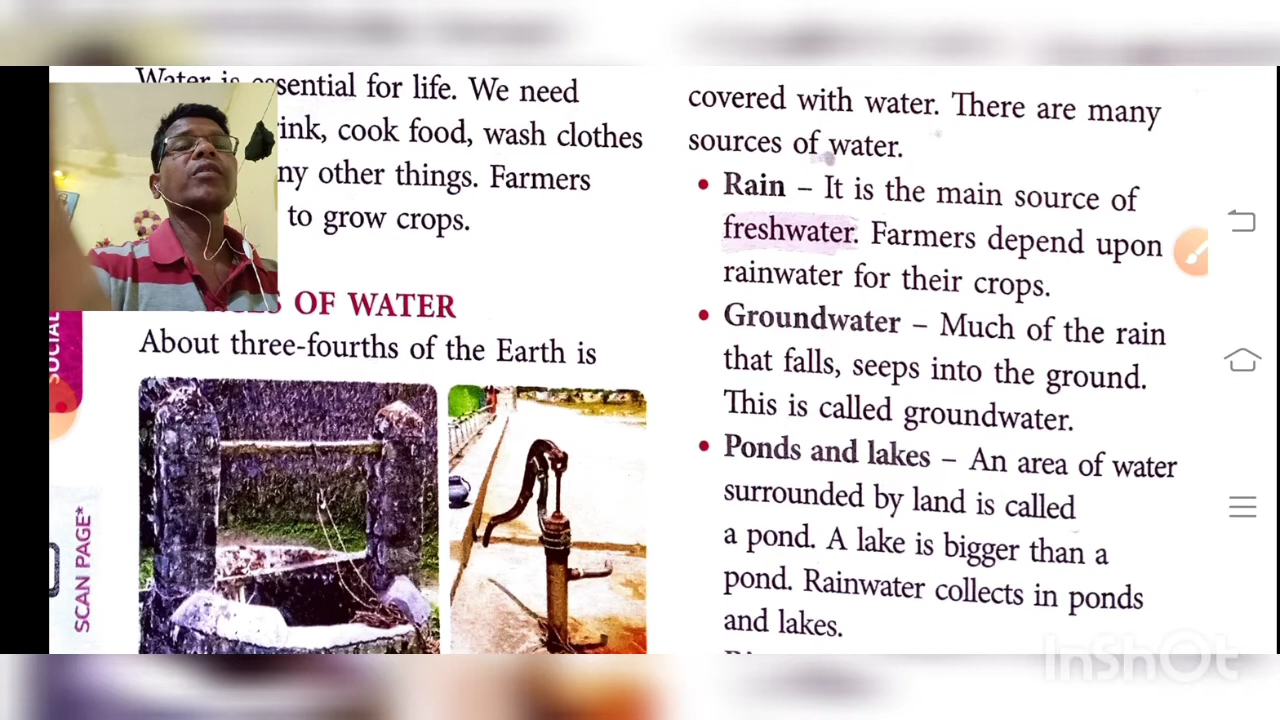 Water is essential for life. We need
ink, cook food, wash clothes
ny other things. Farmers
to grow crops.
OF WATER
About three-fourths of the Earth is
SOCIAL
SCAN PAGE*
covered with water. There are many
sources of water.
• Rain – It is the main source of
freshwater. Farmers depend upon
rainwater for their crops.
• Groundwater – Much of the rain
that falls, seeps into the ground.
This is called groundwater.
• Ponds and lakes – An area of water
surrounded by land is called
a pond. A lake is bigger than a
pond. Rainwater collects in ponds
and lakes.
InShOt